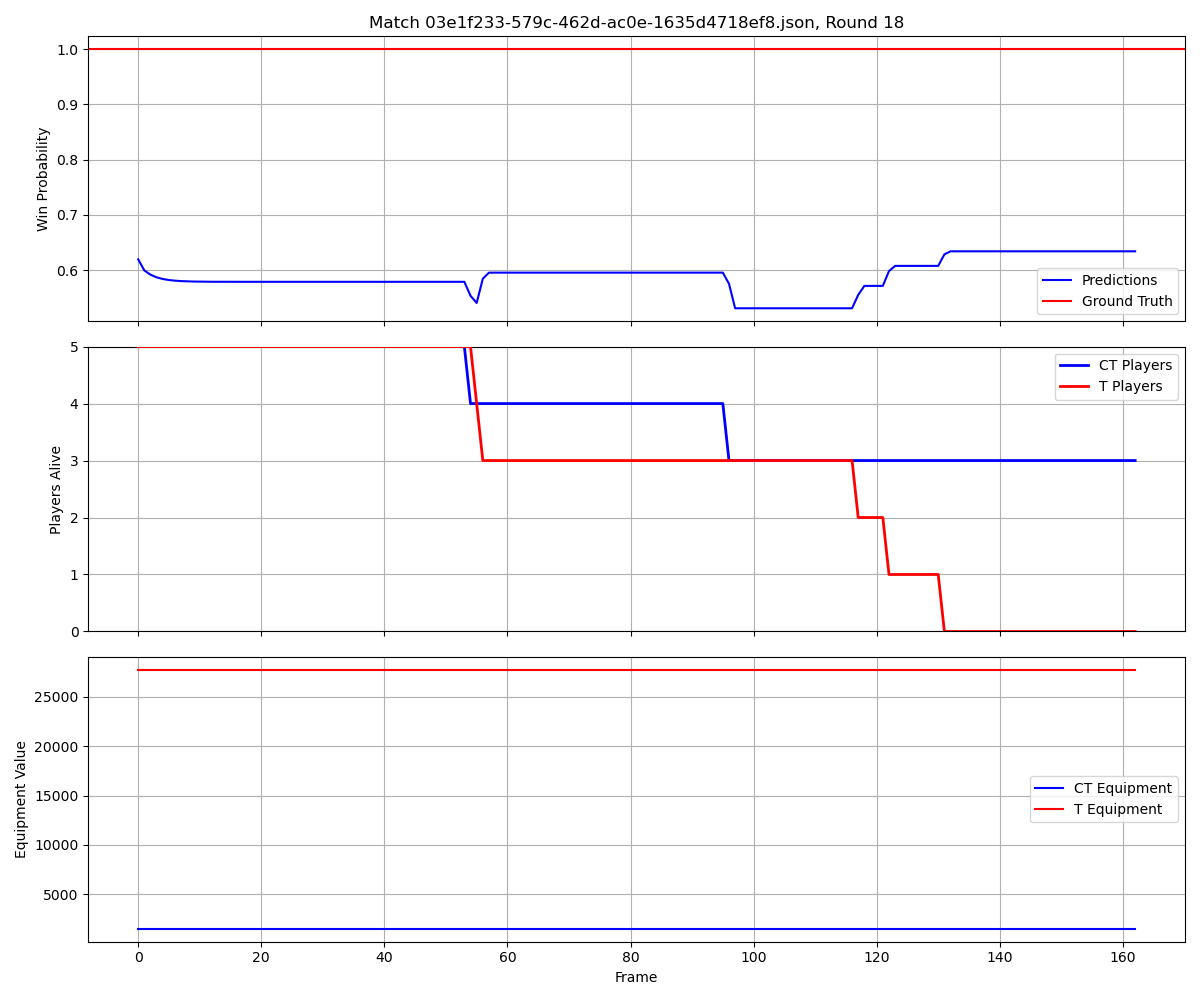 Match 03e1f233-579c-462d-ac0e-1635d4718ef8.json, Round 18
Win Probability
1.0
0.9
0.8
0.7
0.6
Predictions
Ground Truth
Players Alive
5
4
3
2
1
0
CT Players
T Players
Equipment Value
25000
20000
15000
10000
5000
CT Equipment
T Equipment
0 20 40 60 80 100 120 140 160
Frame